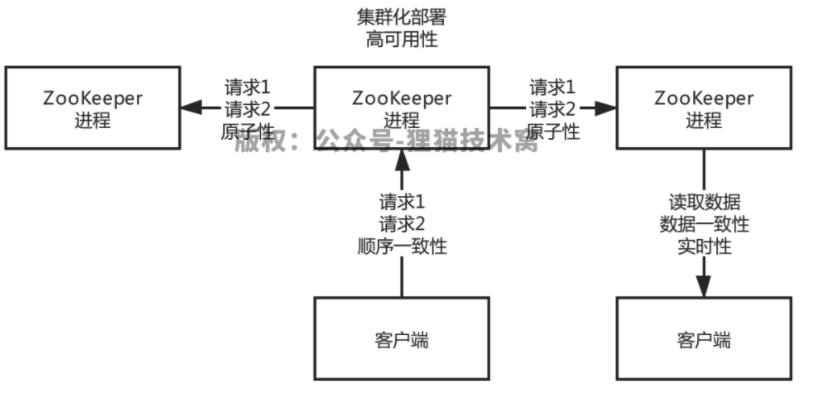 集群化部署
高可用性
ZooKeeper
进程
请求1
请求2
原子性
ZooKeeper
进程
请求1
请求2
原子性
ZooKeeper
进程
版权：公众号-狸猫技术窝
请求1
请求2
顺序一致性
读取数据
数据一致性
实时性
客户端
客户端